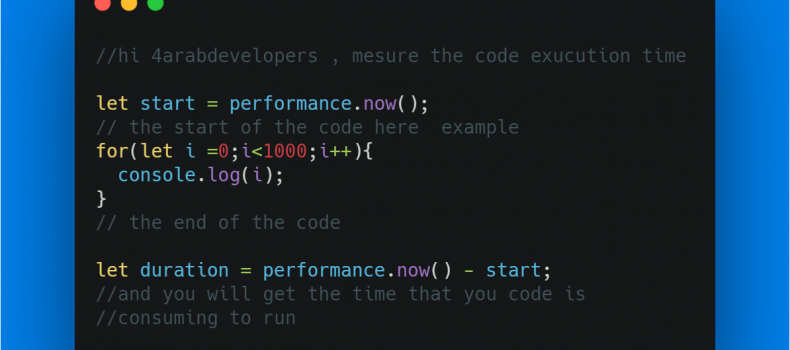 //hi 4arabdevelopers , mesure the code exucution time
let start = performance.now();
// the start of the code here  example
for(let i =0;i<1000;i++){
  console.log(i);
}
// the end of the code
let duration = performance.now() - start;
//and you will get the time that you code is
//consuming to run